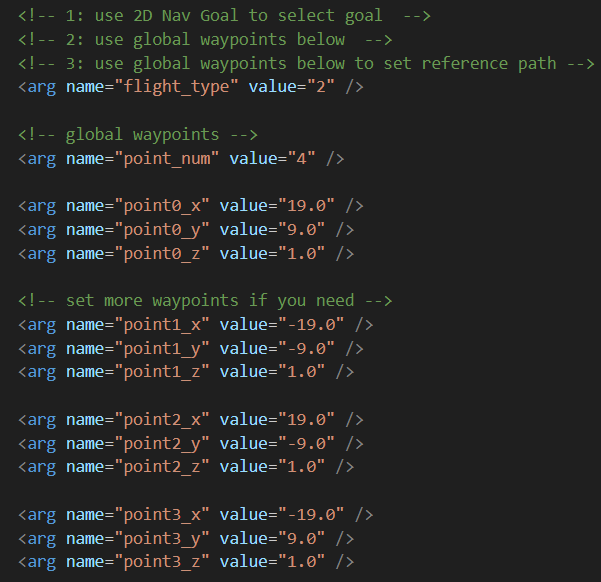 <!-- 1: use 2D Nav Goal to select goal  -->
<!-- 2: use global waypoints below  -->
<!-- 3: use global waypoints below to set reference path -->
<arg name="flight_type" value="2" />
<!-- global waypoints -->
<arg name="point_num" value="4" />
<arg name="point0_x" value="19.0" />
<arg name="point0_y" value="9.0" />
<arg name="point0_z" value="1.0" />
<!-- set more waypoints if you need -->
<arg name="point1_x" value="-19.0" />
<arg name="point1_y" value="-9.0" />
<arg name="point1_z" value="1.0" />
<arg name="point2_x" value="19.0" />
<arg name="point2_y" value="-9.0" />
<arg name="point2_z" value="1.0" />
<arg name="point3_x" value="-19.0" />
<arg name="point3_y" value="9.0" />
<arg name="point3_z" value="1.0" />